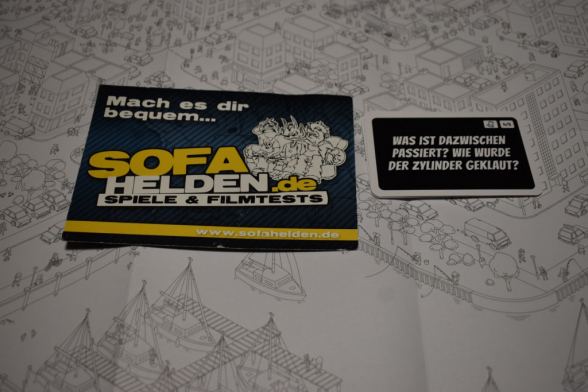 Mach es dir
bequem...
SOFA
HELDEN.de
SPIELE & FILMTESTS
www.sofahelden.de
WAS IST DAZWISCHEN
PASSIERT? WIE WURDE
DER ZYLINDER GEKLAUT?